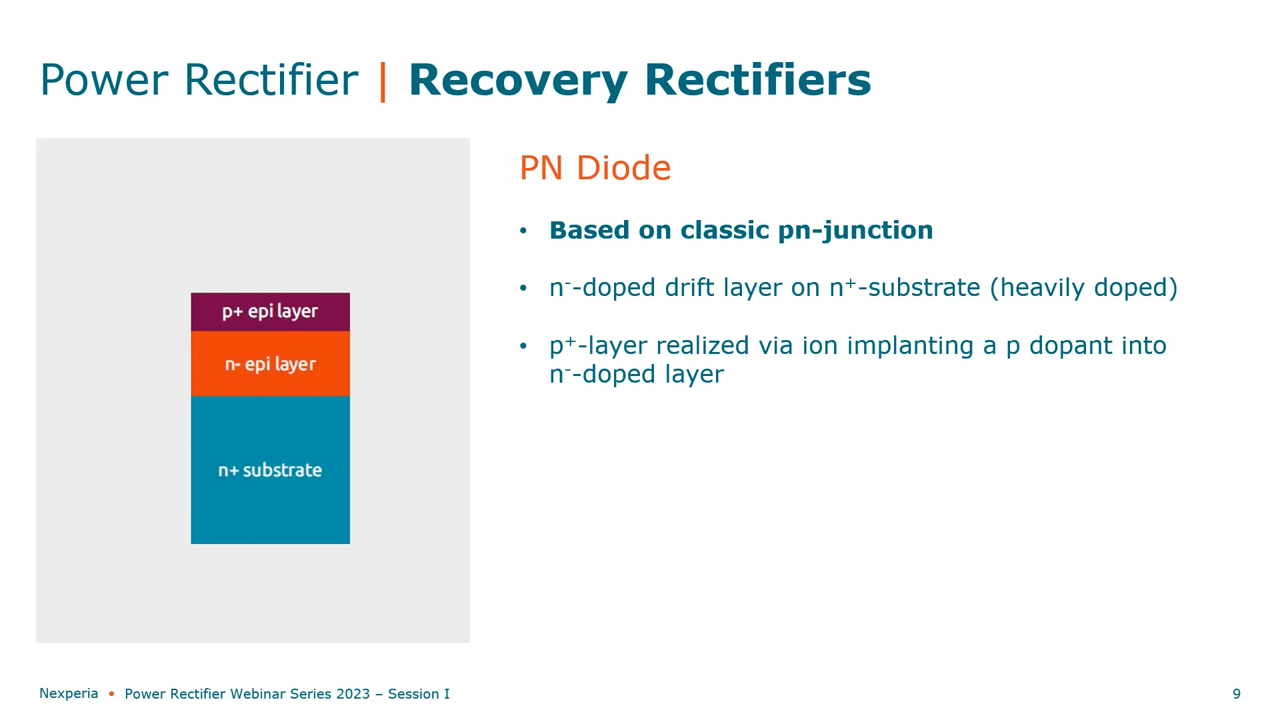 Power Rectifier | Recovery Rectifiers
p+ epi layer
n- epi layer
n+ substrate
PN Diode
• Based on classic pn-junction
• n⁻-doped drift layer on n⁺-substrate (heavily doped)
• p⁺-layer realized via ion implanting a p dopant into
n⁻-doped layer
Nexperia • Power Rectifier Webinar Series 2023 – Session I
9